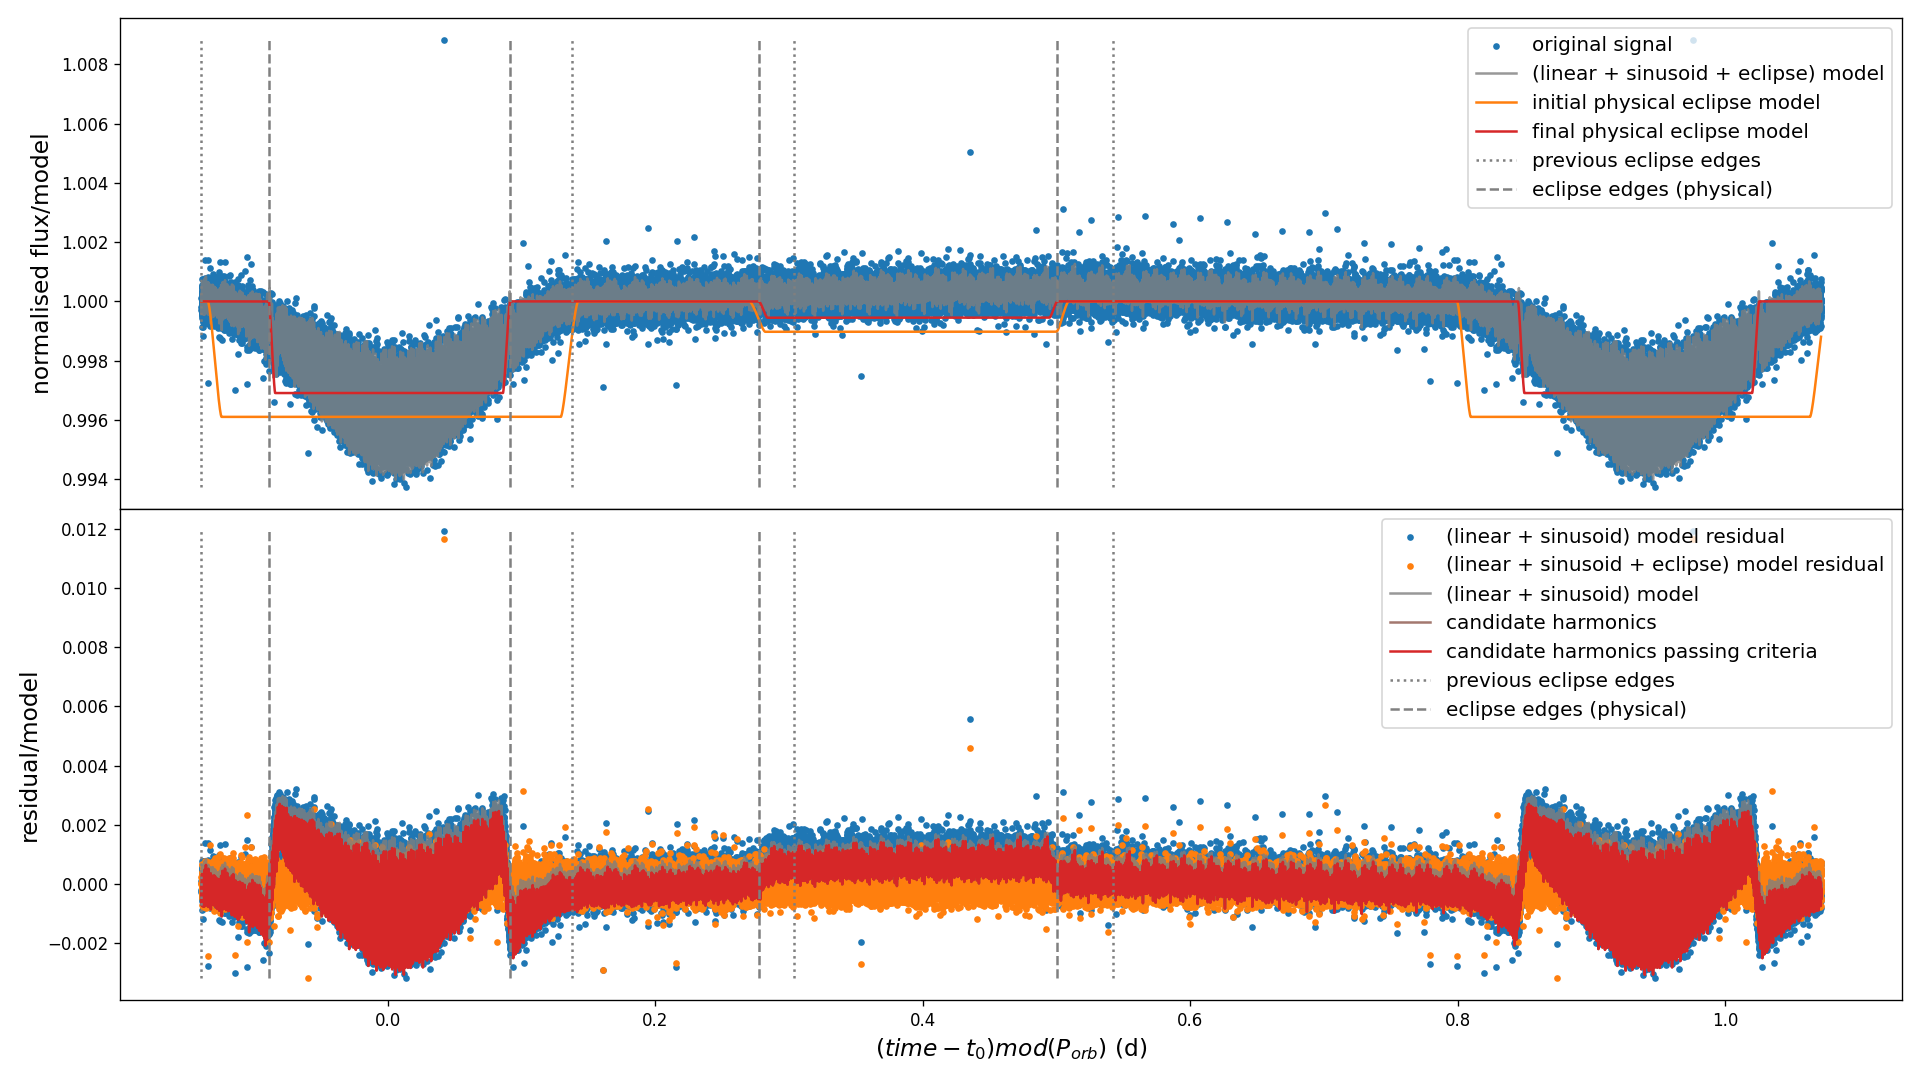 normalised flux/model
1.008
1.006
1.004
1.002
1.000
0.998
0.996
0.994
original signal
(linear + sinusoid + eclipse) model
initial physical eclipse model
final physical eclipse model
previous eclipse edges
eclipse edges (physical)
residual/model
0.012
0.010
0.008
0.006
0.004
0.002
0.000
−0.002
(linear + sinusoid) model residual
(linear + sinusoid + eclipse) model residual
(linear + sinusoid) model
candidate harmonics
candidate harmonics passing criteria
previous eclipse edges
eclipse edges (physical)
0.0 0.2 0.4 0.6 0.8 1.0
(time − t₀)mod(P_orb) (d)